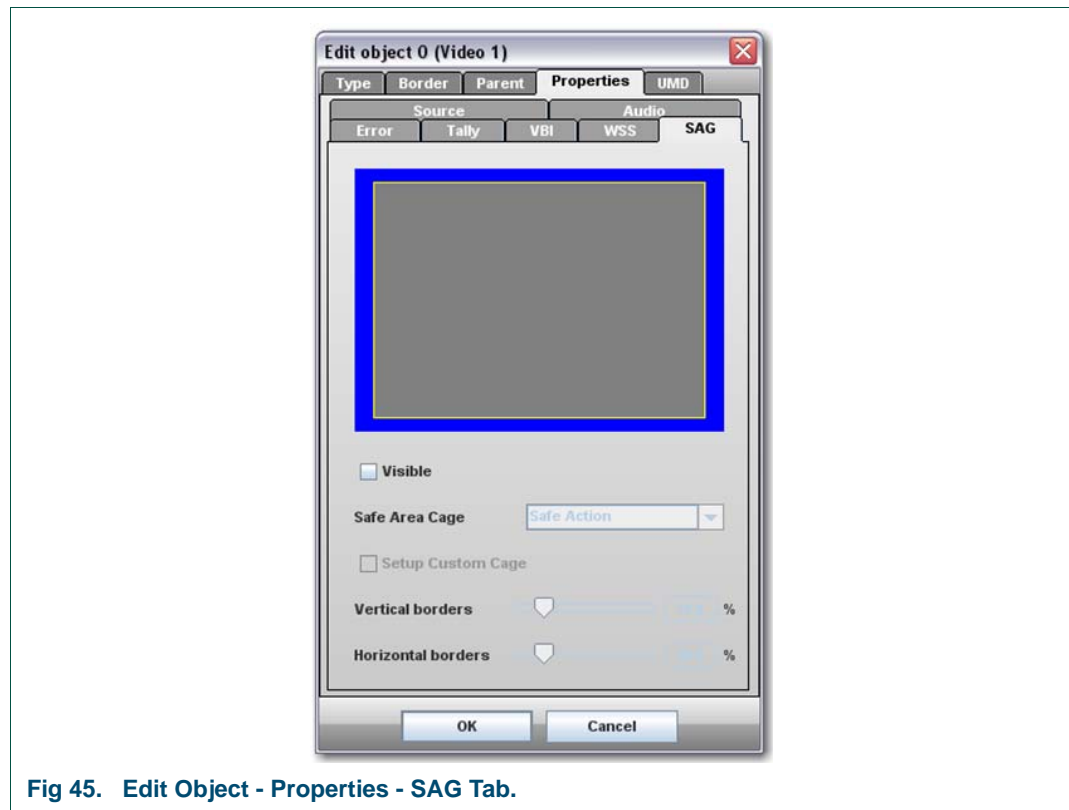 Edit object 0 (Video 1)
Type Border Parent Properties UMD
Source Audio
Error Tally VBI WSS SAG
Visible
Safe Area Cage Safe Action
Setup Custom Cage
Vertical borders %
Horizontal borders %
OK Cancel
Fig 45. Edit Object - Properties - SAG Tab.